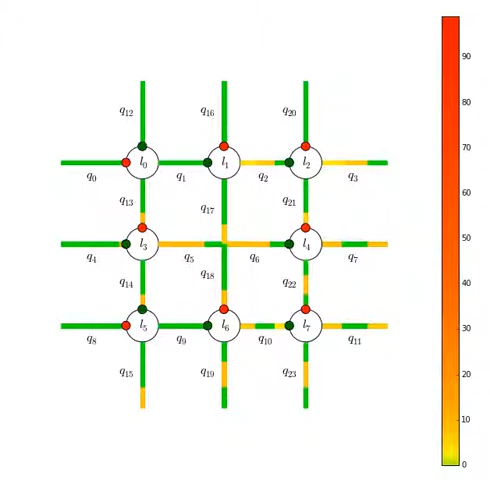 q12 q16 q20 90
80
70
l0 l1 l2
q0 q1 q2 q3
q13 q17 q21 60
50
l3 l4
q4 q5 q6 q7
q18
q14 q22 40
30
l5 l6 l7
q8 q9 q10 q11
q15 q19 q23 20
10
0